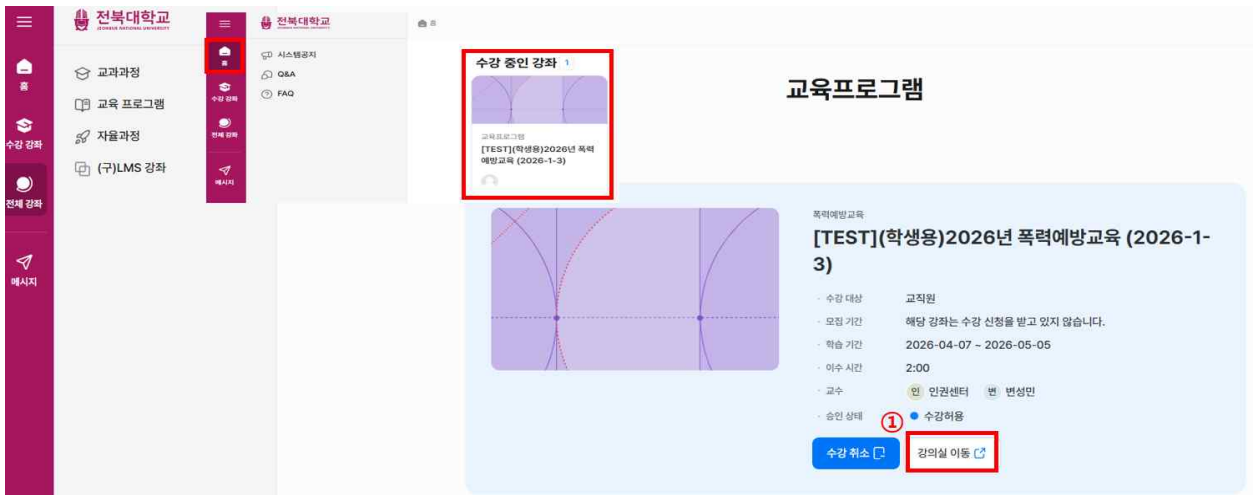 전북대학교
JEONBUK NATIONAL UNIVERSITY
홈
수강 강좌
전체 강좌
메시지
교과과정
교육 프로그램
자율과정
(구)LMS 강좌
홈
수강 강좌
전체 강좌
메시지
전북대학교
JEONBUK NATIONAL UNIVERSITY
시스템공지
Q&A
FAQ
홈
수강 중인 강좌 1
교육프로그램
[TEST](학생용)2026년 폭력
예방교육 (2026-1-3)
교육프로그램
폭력예방교육
[TEST](학생용)2026년 폭력예방교육 (2026-1-
3)
· 수강 대상 교직원
· 모집 기간 해당 강좌는 수강 신청을 받고 있지 않습니다.
· 학습 기간 2026-04-07 ~ 2026-05-05
· 이수 시간 2:00
· 교수 인 인권센터 변 변성민
· 승인 상태 수강허용
①
수강 취소
강의실 이동